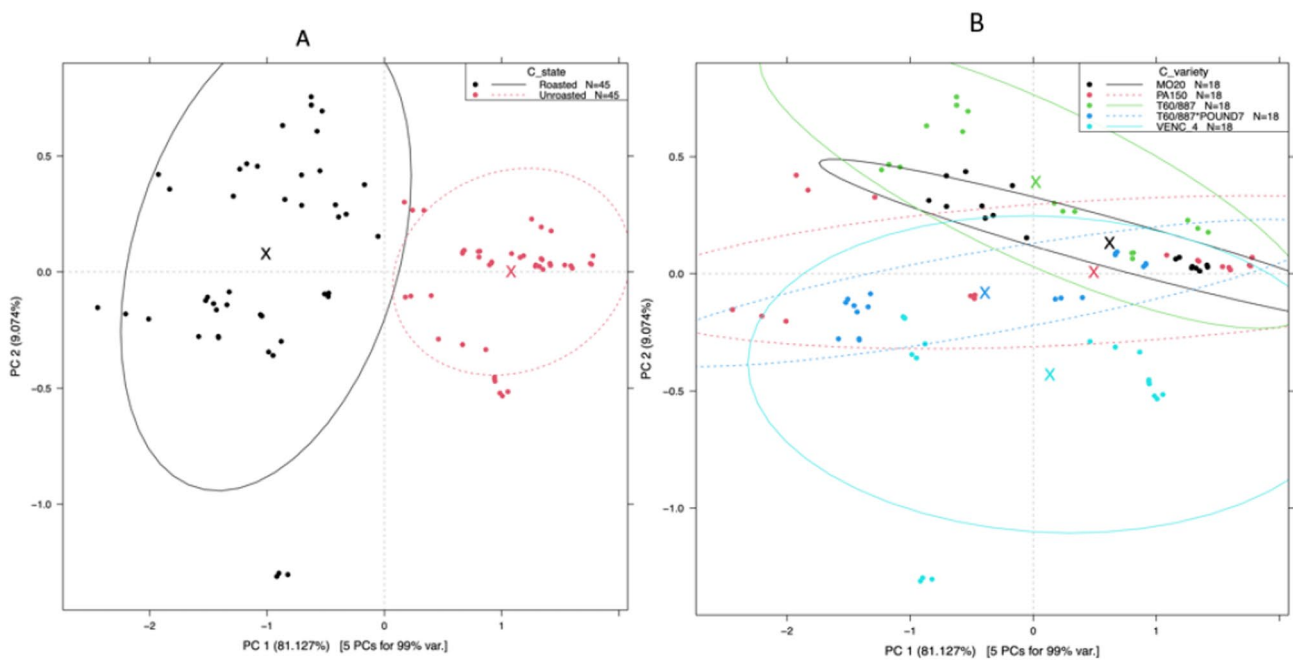 A
C_state
Roasted N=45
Unroasted N=45
0.5
0.0
−0.5
−1.0
−2
−1
0
1
PC 2 (9.074%)
PC 1 (81.127%) [5 PCs for 99% var.]
B
C_variety
MO20 N=18
PA150 N=18
T60/887 N=18
T60/887*POUND7 N=18
VENC_4 N=18
0.5
0.0
−0.5
−1.0
−2
−1
0
1
PC 2 (9.074%)
PC 1 (81.127%) [5 PCs for 99% var.]